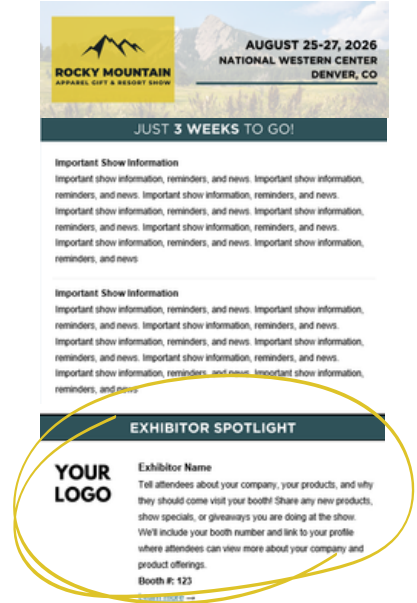 ROCKY MOUNTAIN
APPAREL GIFT & RESORT SHOW
AUGUST 25-27, 2026
NATIONAL WESTERN CENTER
DENVER, CO
JUST 3 WEEKS TO GO!
Important Show Information
Important show information, reminders, and news. Important show information,
reminders, and news. Important show information, reminders, and news.
Important show information, reminders, and news. Important show information,
reminders, and news. Important show information, reminders, and news.
Important show information, reminders, and news. Important show information,
reminders, and news
Important Show Information
Important show information, reminders, and news. Important show information,
reminders, and news. Important show information, reminders, and news.
Important show information, reminders, and news. Important show information,
reminders, and news. Important show information, reminders, and news.
Important show information, reminders, and news. Important show information,
reminders, and news
EXHIBITOR SPOTLIGHT
YOUR
LOGO
Exhibitor Name
Tell attendees about your company, your products, and why
they should come visit your booth! Share any new products,
show specials, or giveaways you are doing at the show.
We'll include your booth number and link to your profile
where attendees can view more about your company and
product offerings.
Booth #: 123
Learn more →